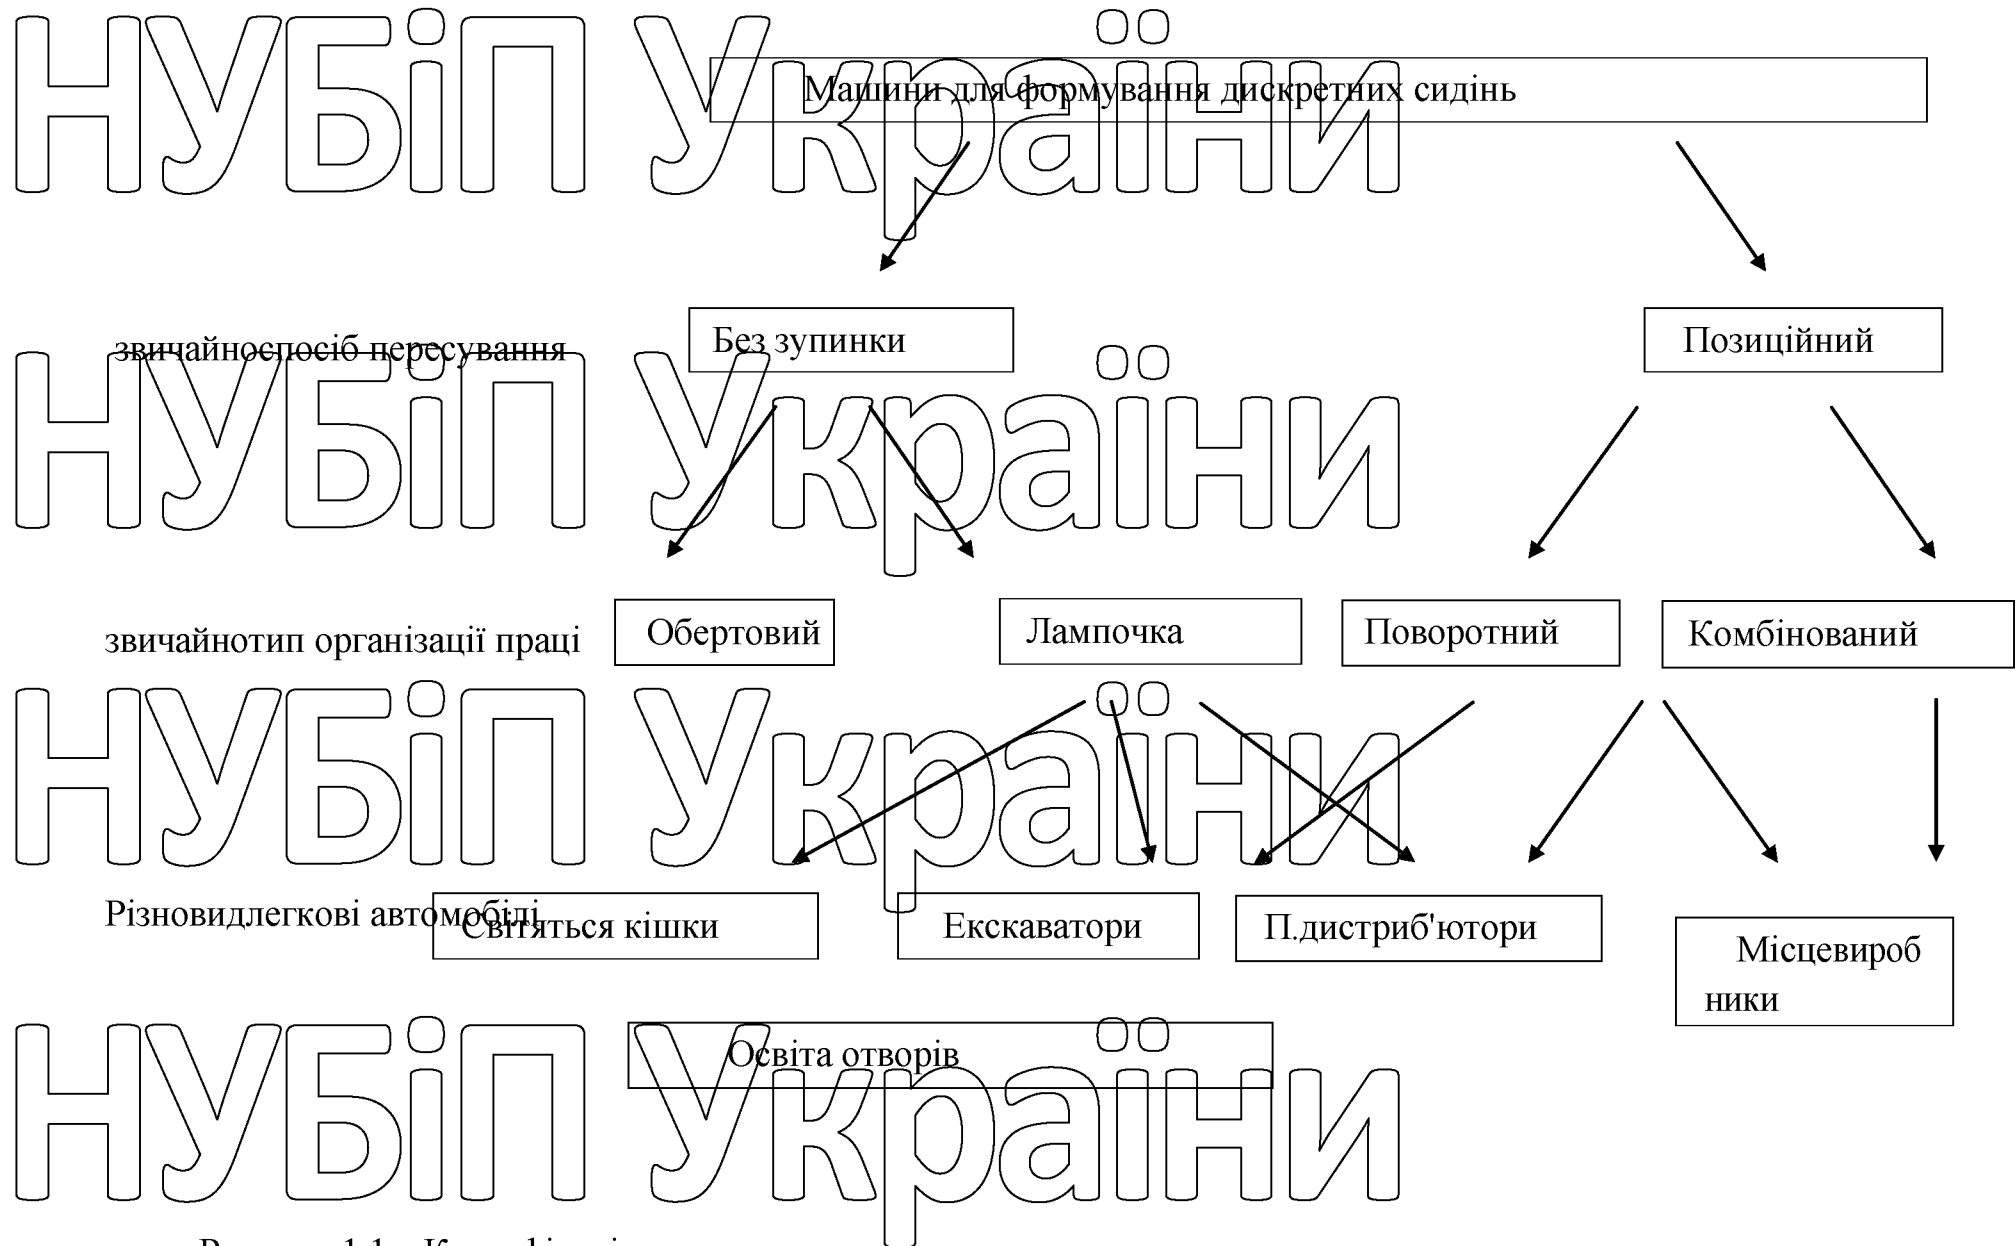 НУБіП України
Машини для формування дискретних сидінь
звичайноспосіб пересування
Без зупинки
Позиційний
НУБіП України
звичайнотип організації праці
Обертовий
Лампочка
Поворотний
Комбінований
НУБіП України
Різновидлегкові автомобілі
Світяться кішки
Екскаватори
П.дистриб'ютори
Місцевироб
ники
Освіта отворів
НУБіП України